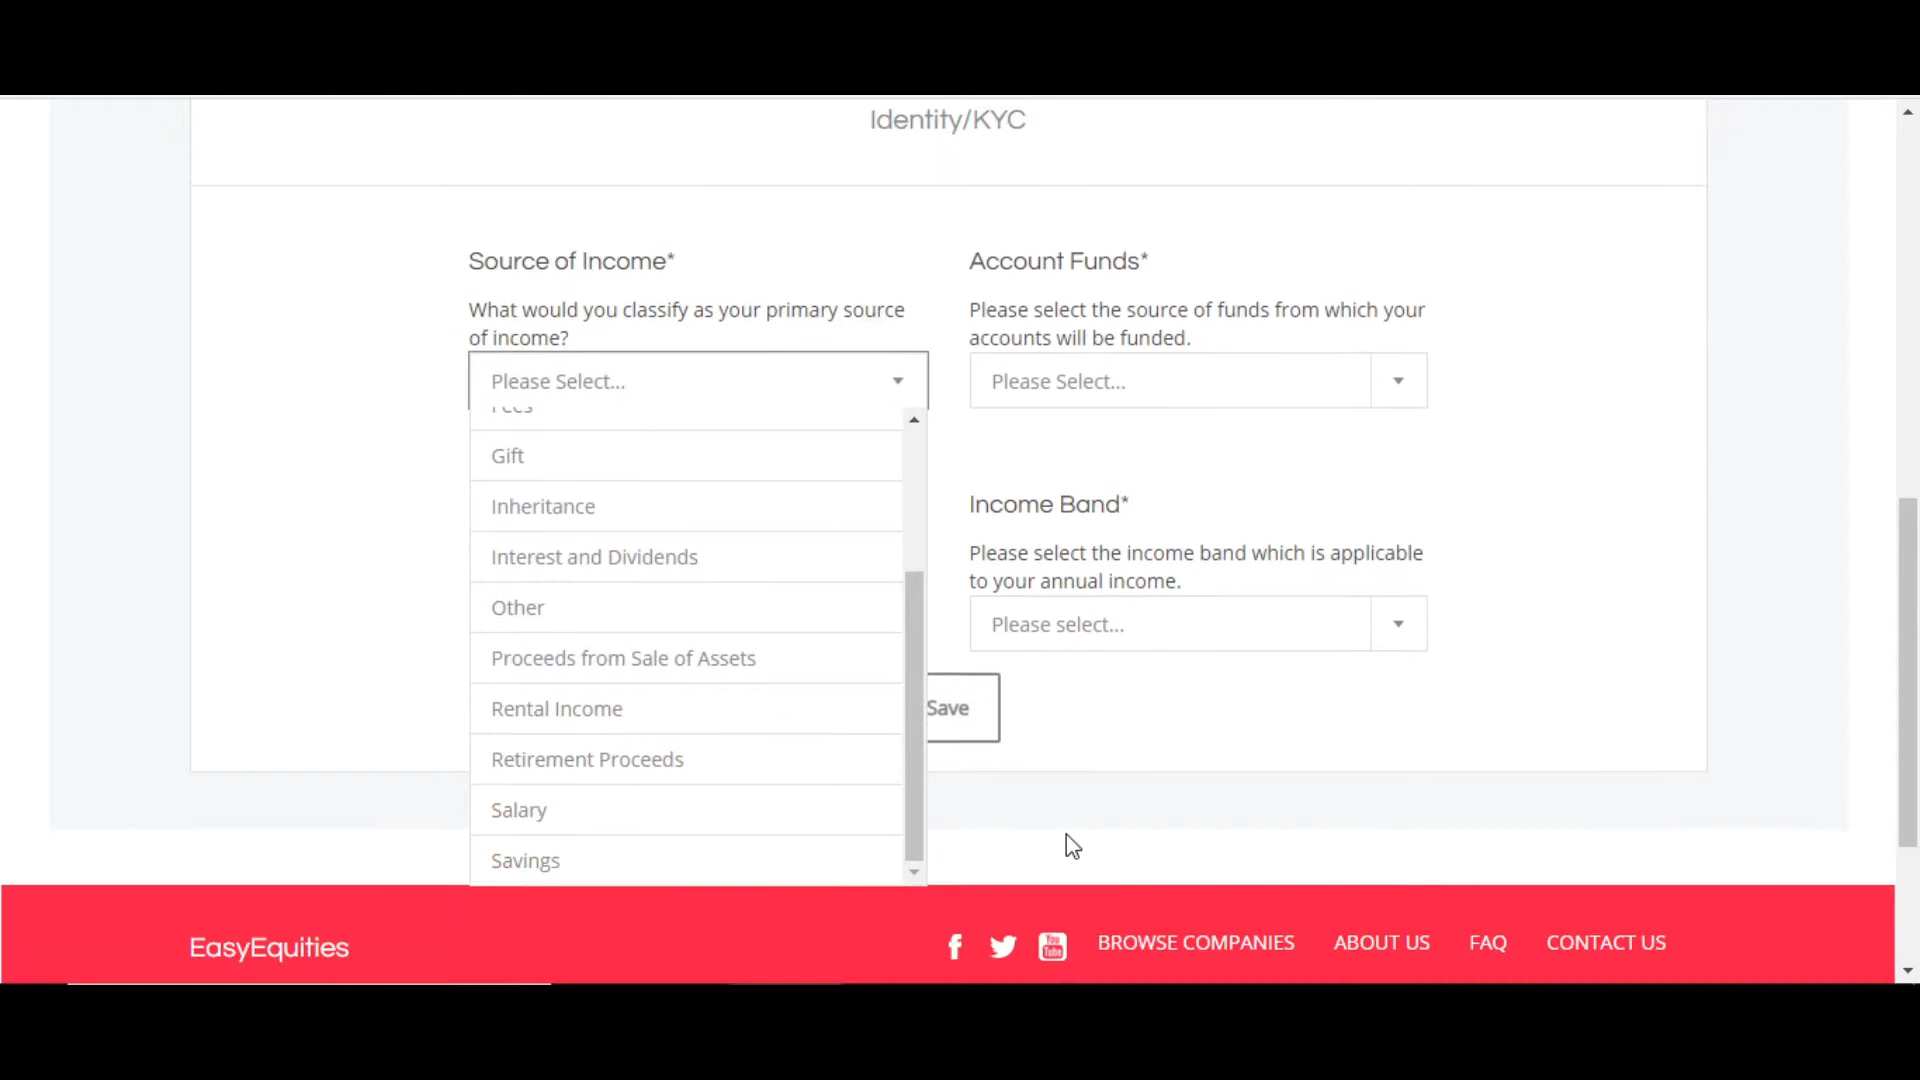 Identity/KYC
Source of Income*
What would you classify as your primary source
of income?
Please Select...
Fees
Gift
Inheritance
Interest and Dividends
Other
Proceeds from Sale of Assets
Rental Income
Retirement Proceeds
Salary
Savings
Account Funds*
Please select the source of funds from which your
accounts will be funded.
Please Select...
Income Band*
Please select the income band which is applicable
to your annual income.
Please select...
Save
EasyEquities
f
You
Tube
BROWSE COMPANIES
ABOUT US
FAQ
CONTACT US